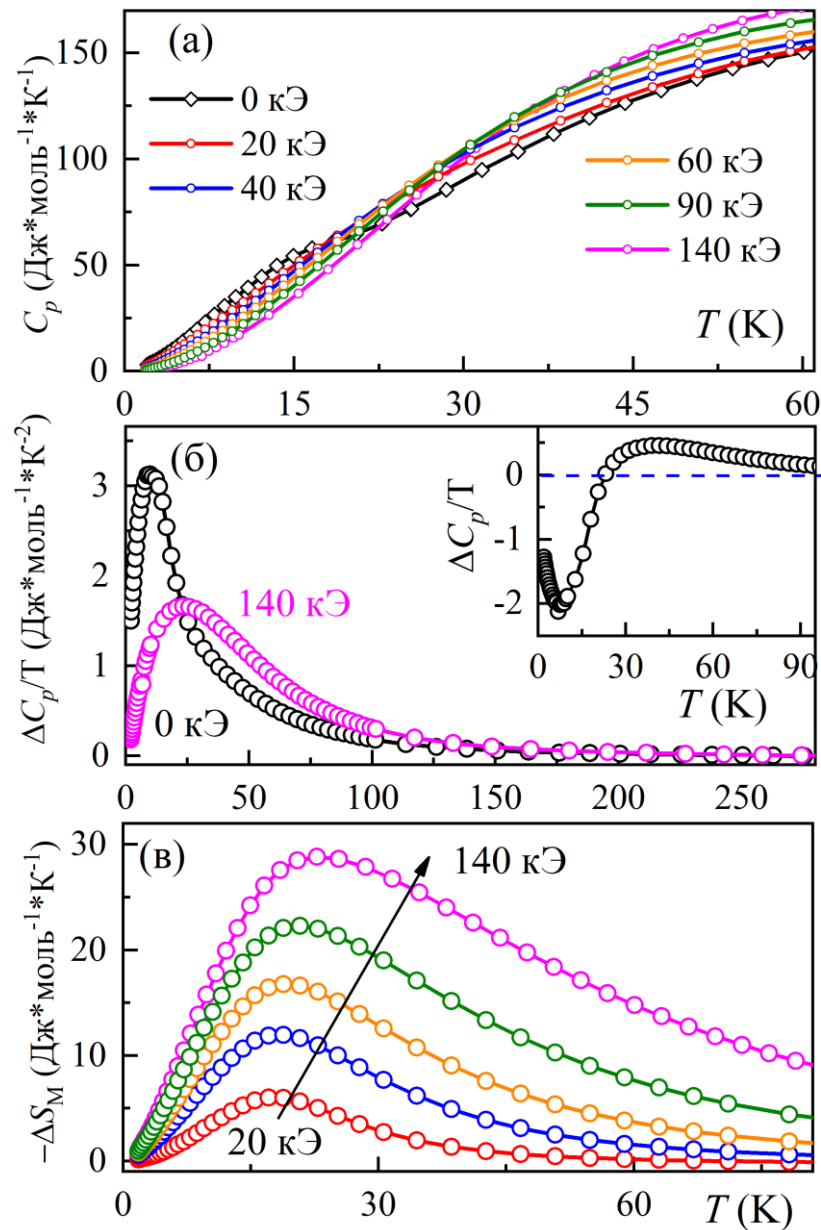 (а)
C_p (Дж*моль⁻¹*К⁻¹)
150
100
50
0
0 кЭ
20 кЭ
40 кЭ
60 кЭ
90 кЭ
140 кЭ
T (K)
0 15 30 45 60
(б)
ΔC_p/T (Дж*моль⁻¹*К⁻²)
3
2
1
0
140 кЭ
0 кЭ
ΔC_p/T
0
-1
-2
0 30 60 90
T (K)
0 50 100 150 200 250
(в)
−ΔS_M (Дж*моль⁻¹*К⁻¹)
30
20
10
0
140 кЭ
20 кЭ
0 30 60 T (K)